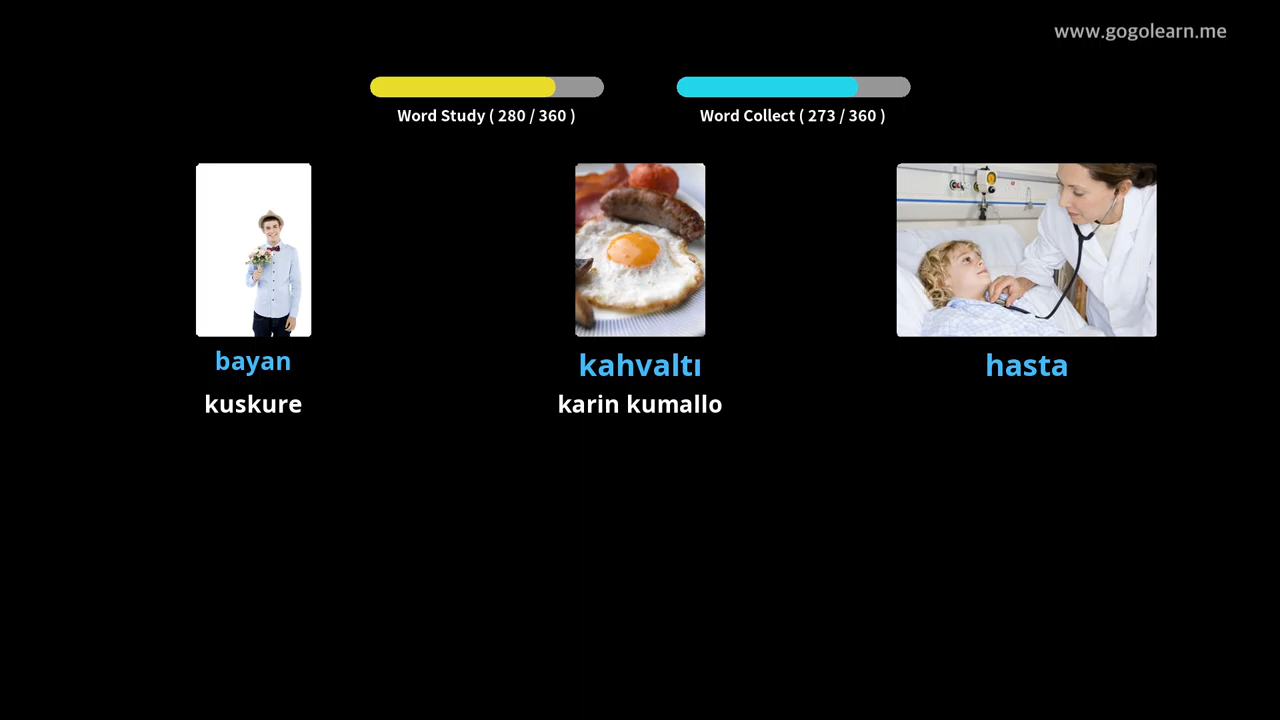 www.gogolearn.me
Word Study ( 280 / 360 )
Word Collect ( 273 / 360 )
bayan
kahvaltı
hasta
kuskure
karin kumallo